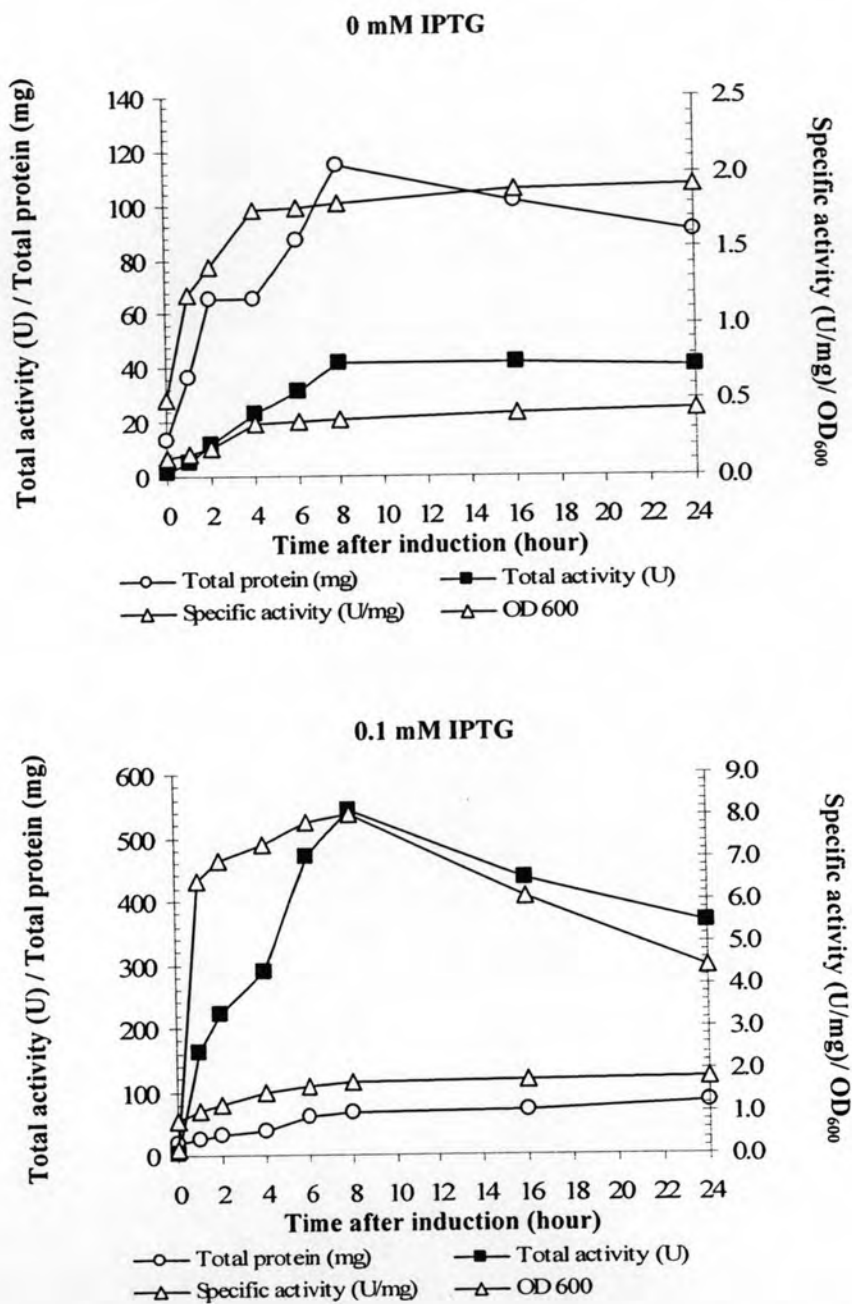 0 mM IPTG
Total activity (U) / Total protein (mg)
140
120
100
80
60
40
20
0
2.5
2.0
1.5
1.0
0.5
0.0
Specific activity (U/mg)/ OD600
0 2 4 6 8 10 12 14 16 18 20 22 24
Time after induction (hour)
Total protein (mg) Total activity (U)
Specific activity (U/mg) OD 600
0.1 mM IPTG
Total activity (U) / Total protein (mg)
600
500
400
300
200
100
0
9.0
8.0
7.0
6.0
5.0
4.0
3.0
2.0
1.0
0.0
Specific activity (U/mg)/ OD600
0 2 4 6 8 10 12 14 16 18 20 22 24
Time after induction (hour)
Total protein (mg) Total activity (U)
Specific activity (U/mg) OD 600